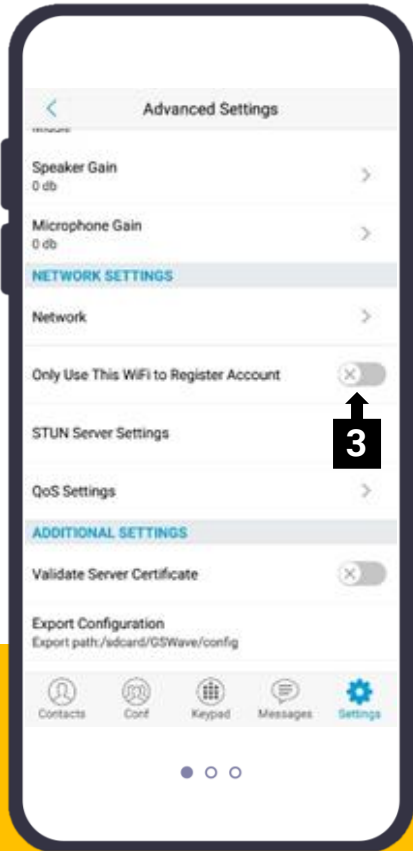 Advanced Settings
Speaker Gain
0 db
Microphone Gain
0 db
NETWORK SETTINGS
Network
Only Use This WiFi to Register Account
3
STUN Server Settings
QoS Settings
ADDITIONAL SETTINGS
Validate Server Certificate
Export Configuration
Export path:/sdcard/GSWave/config
Contacts Conf Keypad Messages Settings